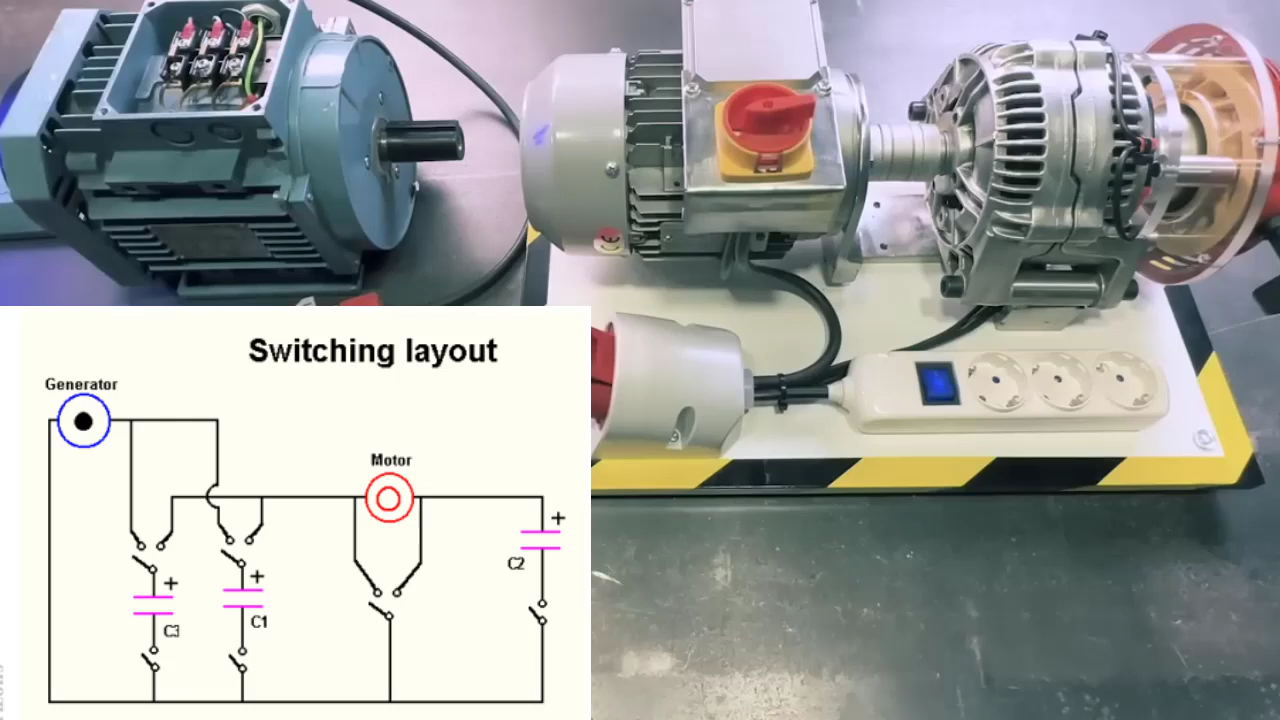 Switching layout
Generator
Motor
+
C2
+
+
C3
C1